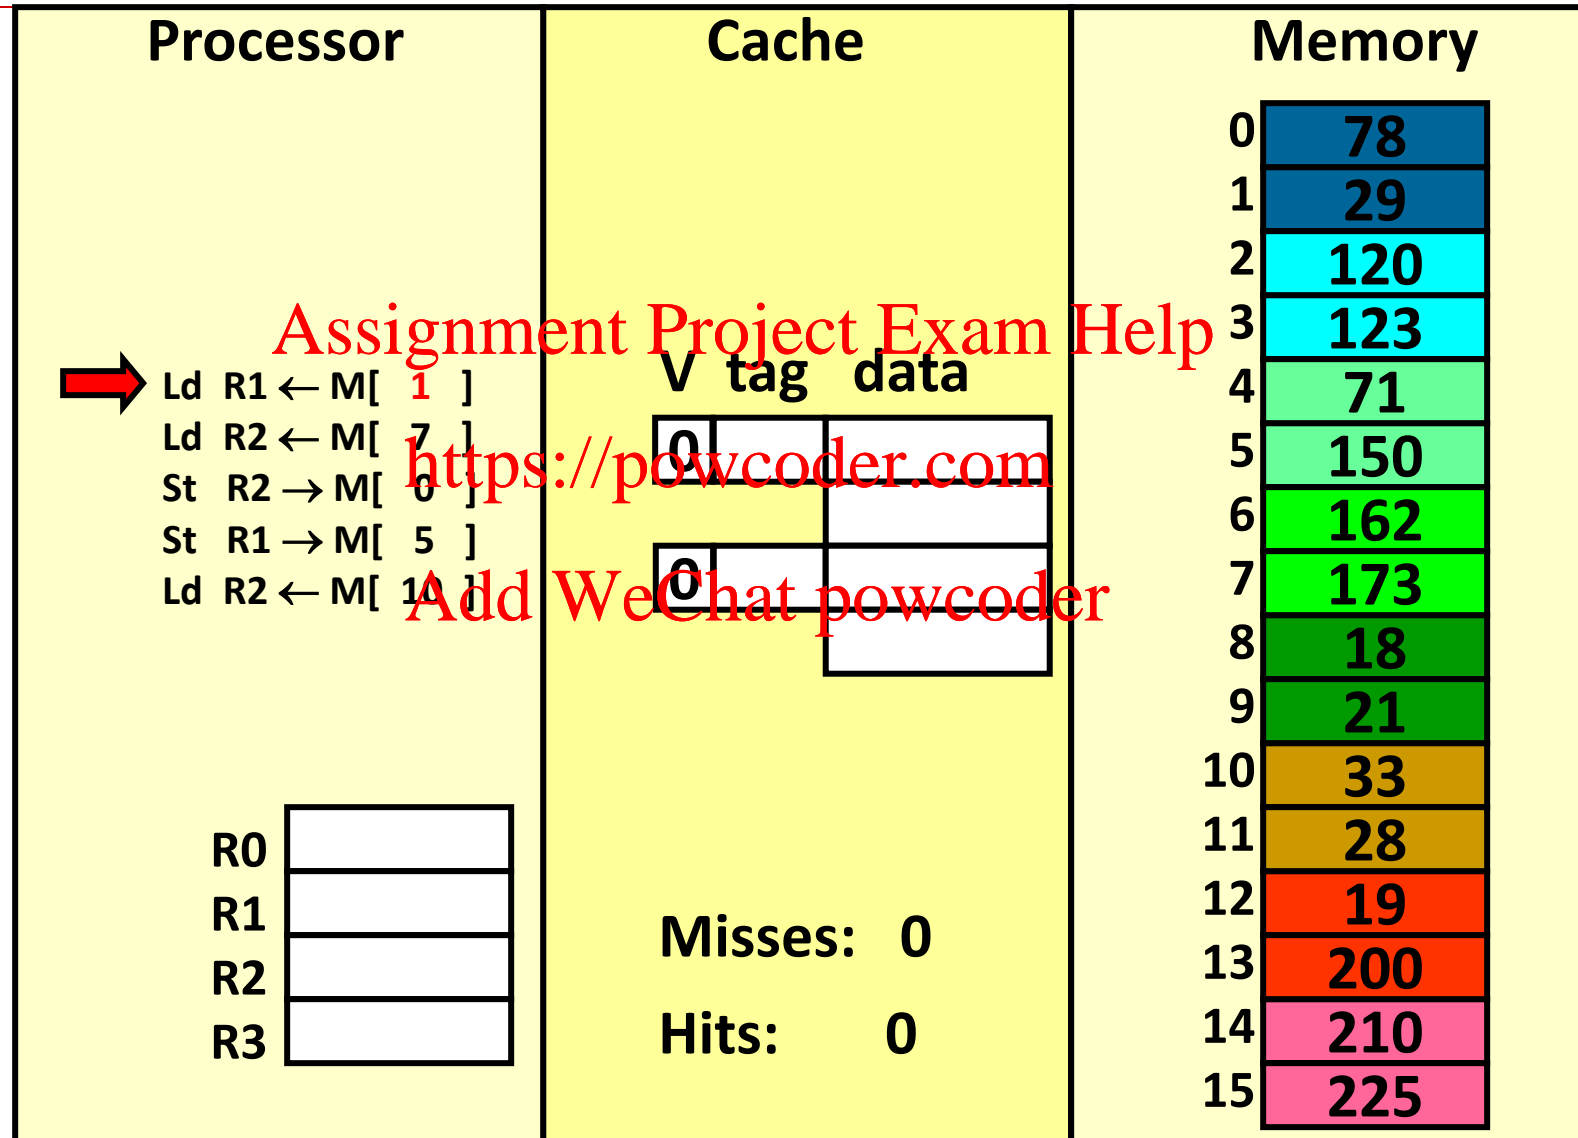 Processor
Cache
Memory
Assignment Project Exam Help
https://powcoder.com
Add WeChat powcoder
Ld R1 ← M[ 1 ]
Ld R2 ← M[ 7 ]
St R2 → M[ 0 ]
St R1 → M[ 5 ]
Ld R2 ← M[ 10 ]
R0
R1
R2
R3
V tag data
0
0
Misses: 0
Hits: 0
0 78
1 29
2 120
3 123
4 71
5 150
6 162
7 173
8 18
9 21
10 33
11 28
12 19
13 200
14 210
15 225